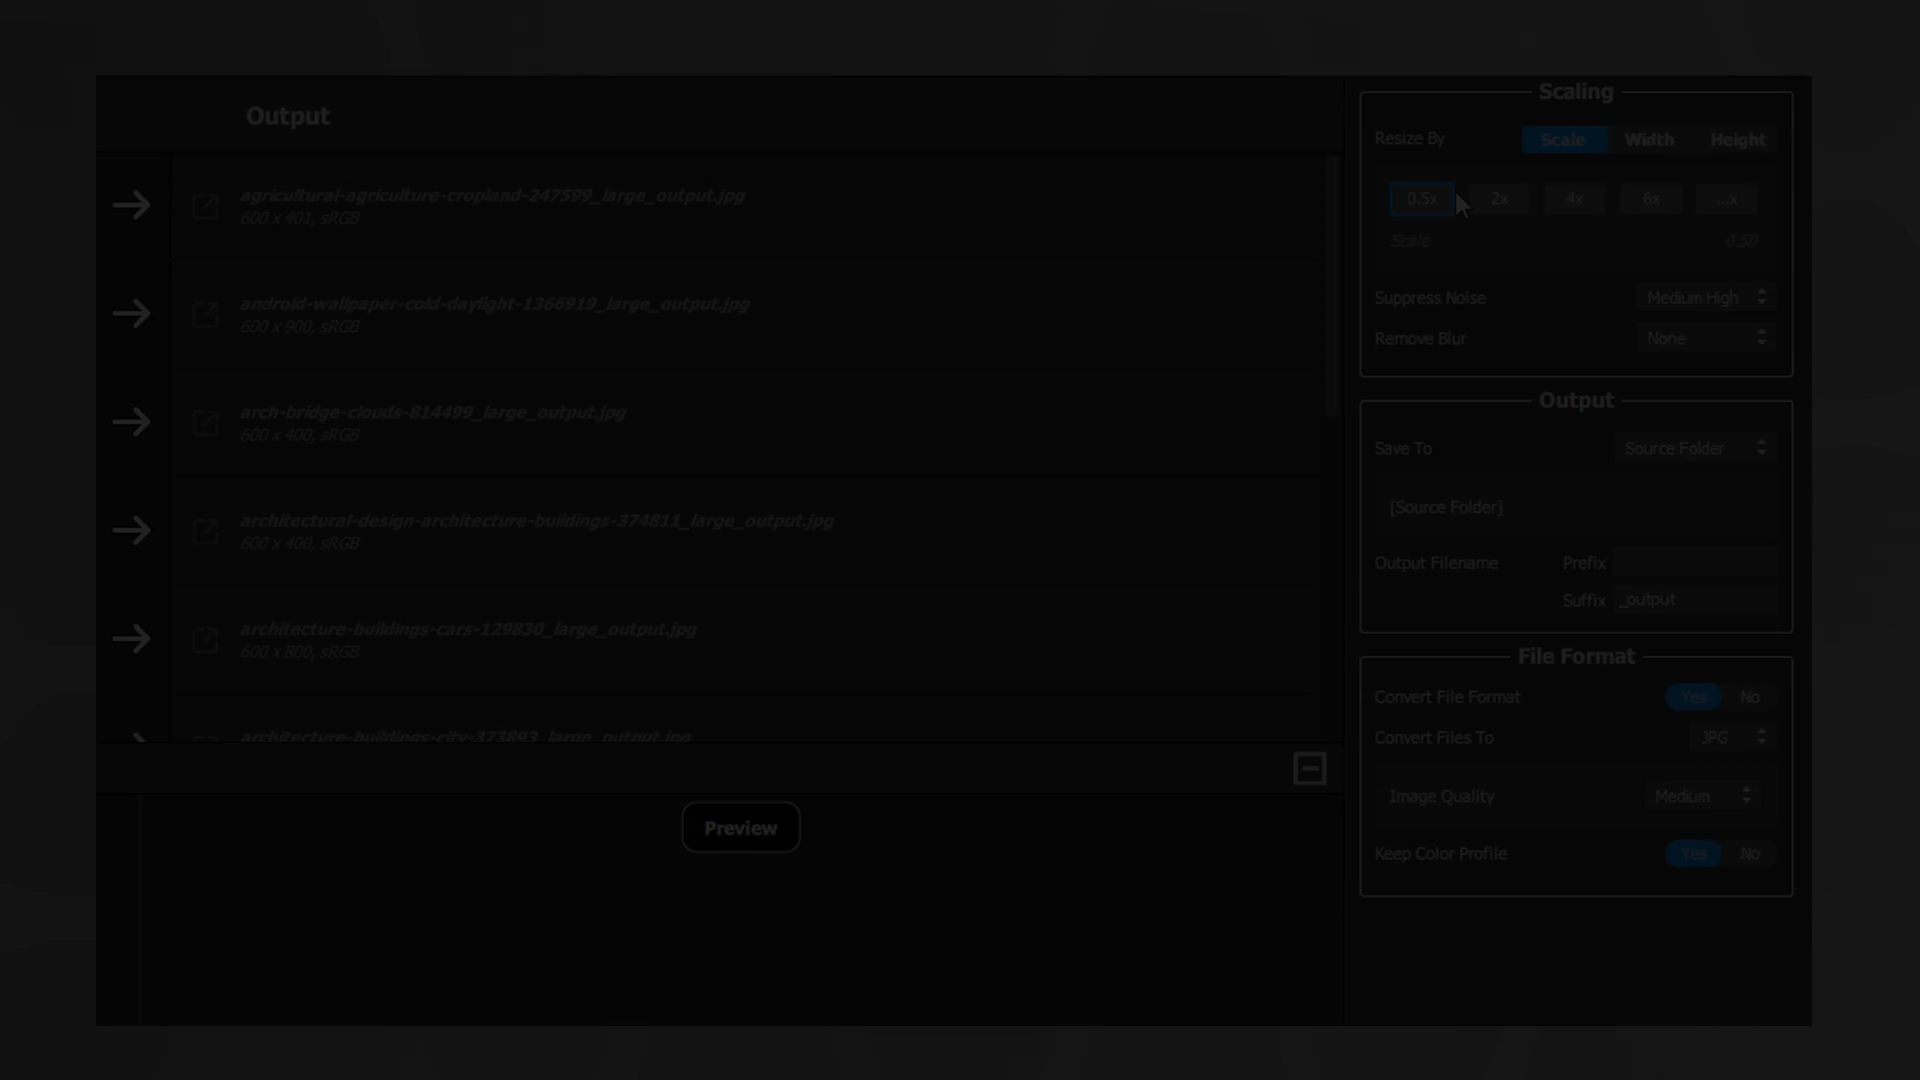 Output
agricultural-agriculture-cropland-247599_large_output.jpg
600 x 401, sRGB
android-wallpaper-cold-daylight-1366919_large_output.jpg
600 x 900, sRGB
arch-bridge-clouds-814499_large_output.jpg
600 x 400, sRGB
architectural-design-architecture-buildings-374811_large_output.jpg
600 x 400, sRGB
architecture-buildings-cars-129830_large_output.jpg
600 x 800, sRGB
architecture-buildings-city-373893_large_output.jpg
Preview
Scaling
Resize By Scale Width Height
0.5x 2x 4x 6x ...x
Scale 0.50
Suppress Noise Medium High
Remove Blur None
Output
Save To Source Folder
[Source Folder]
Output Filename Prefix
Suffix _output
File Format
Convert File Format Yes No
Convert Files To JPG
Image Quality Medium
Keep Color Profile Yes No